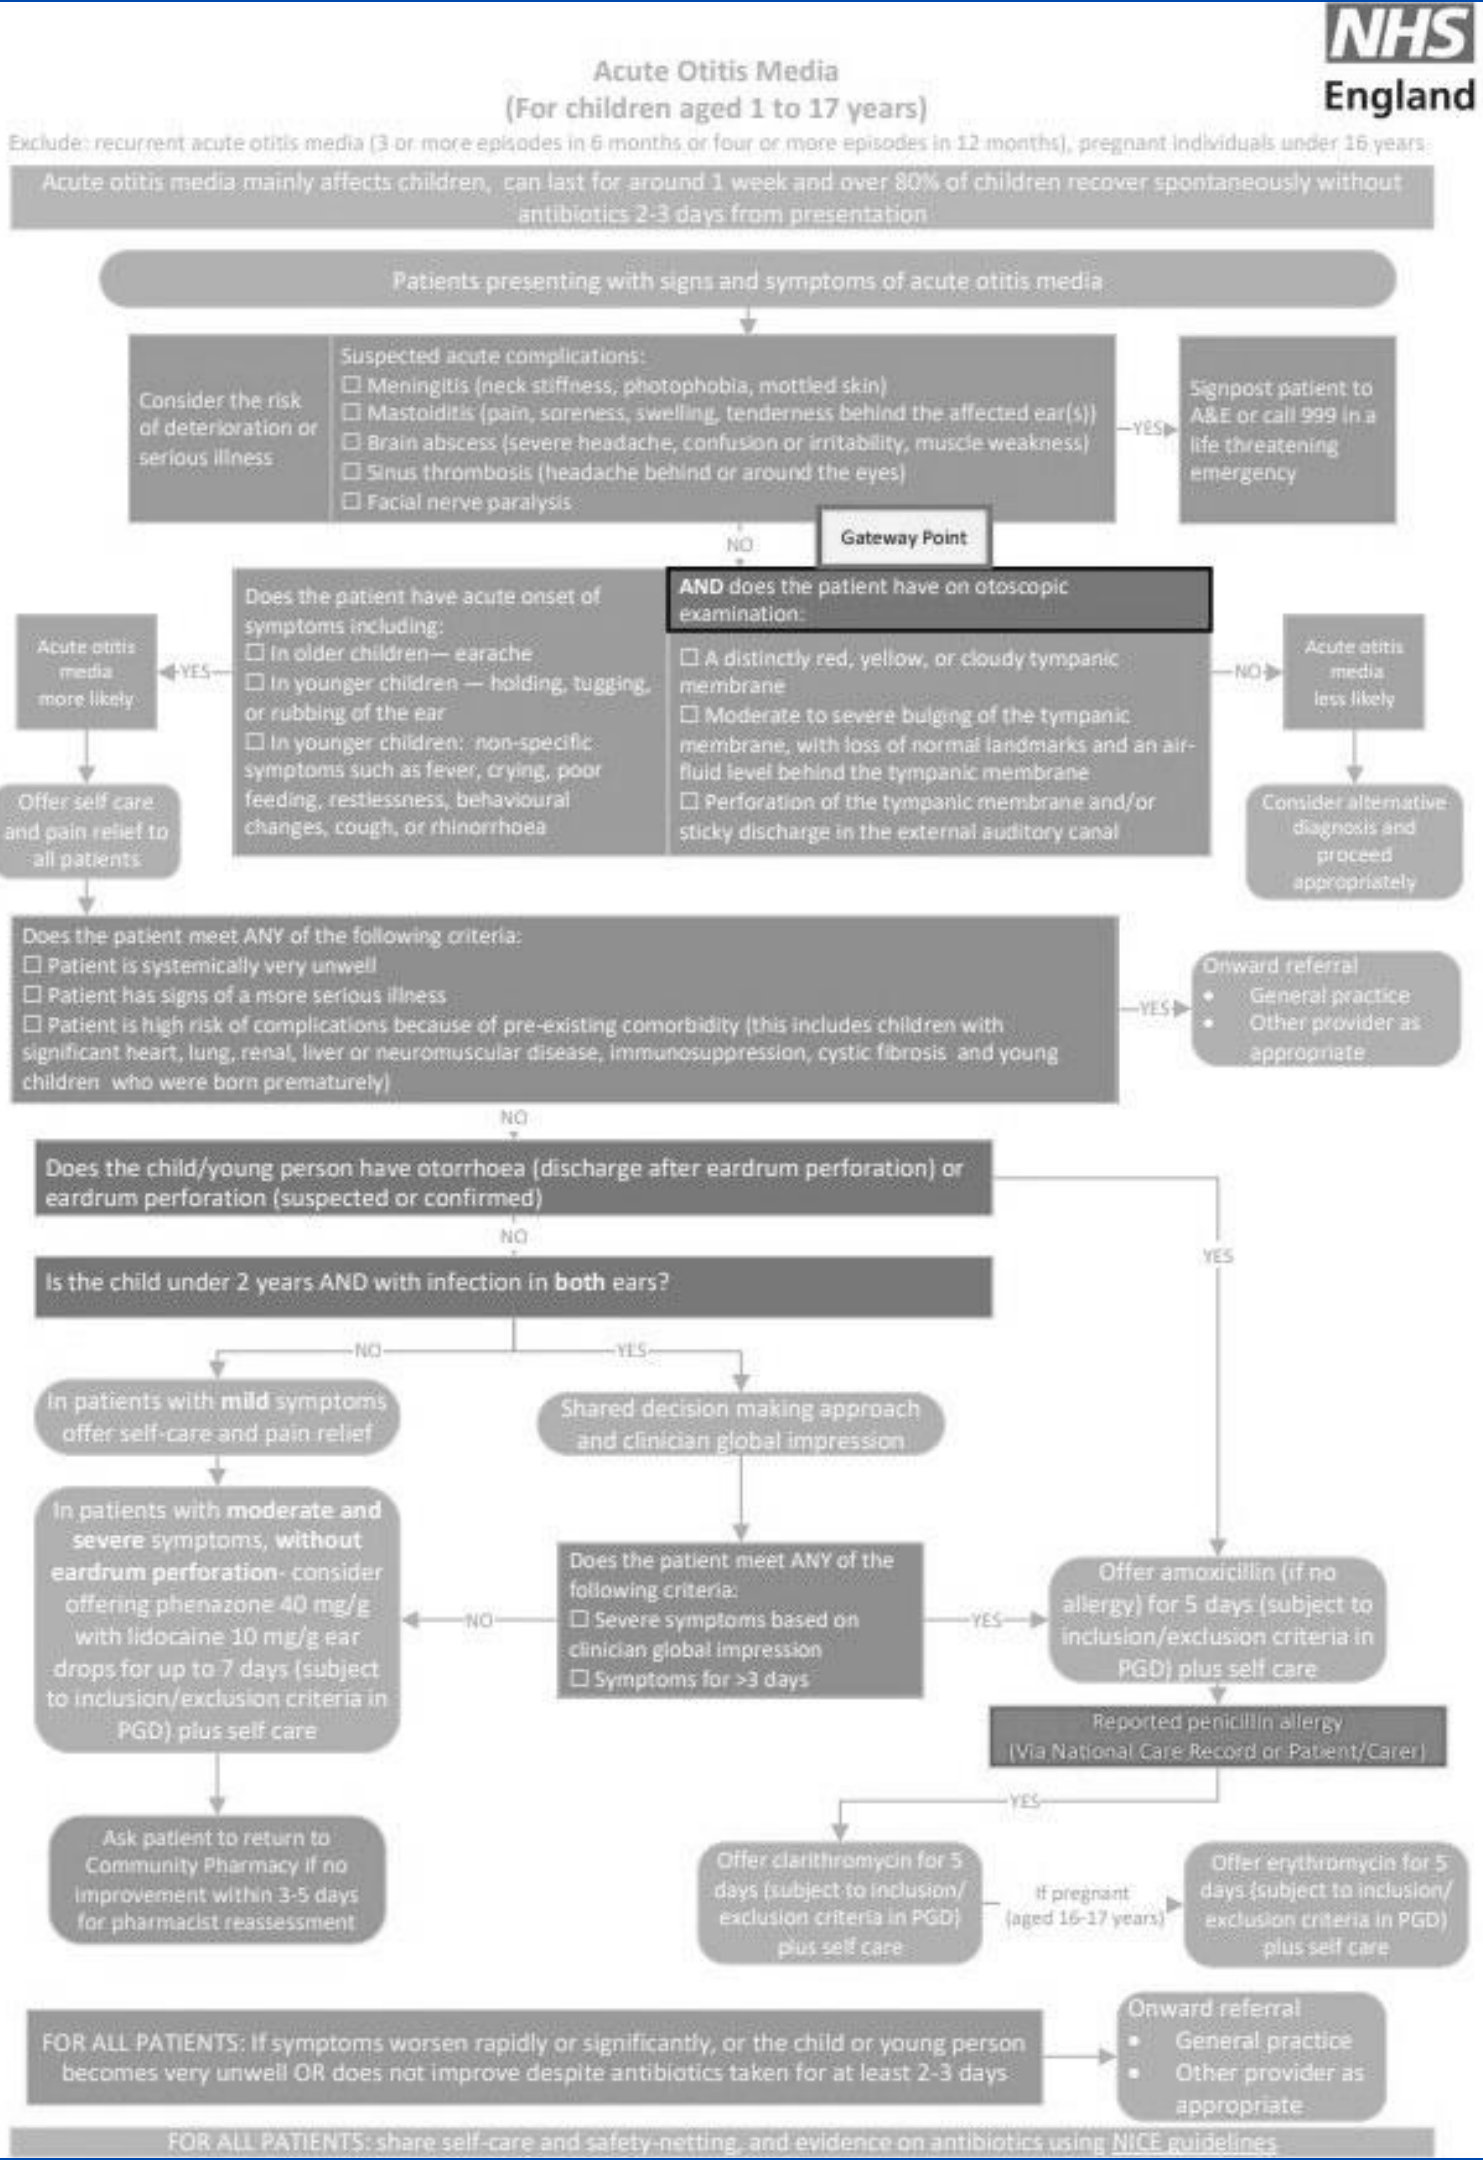 NHS
England
Acute Otitis Media
(For children aged 1 to 17 years)
Exclude: recurrent acute otitis media (3 or more episodes in 6 months or four or more episodes in 12 months), pregnant individuals under 16 years
Acute otitis media mainly affects children, can last for around 1 week and over 80% of children recover spontaneously without
antibiotics 2-3 days from presentation
Patients presenting with signs and symptoms of acute otitis media
Consider the risk
of deterioration or
serious illness
Suspected acute complications:
☐ Meningitis (neck stiffness, photophobia, mottled skin)
☐ Mastoiditis (pain, soreness, swelling, tenderness behind the affected ear(s))
☐ Brain abscess (severe headache, confusion or irritability, muscle weakness)
☐ Sinus thrombosis (headache behind or around the eyes)
☐ Facial nerve paralysis
YES
Signpost patient to
A&E or call 999 in a
life threatening
emergency
NO
Gateway Point
Acute otitis
media
more likely
YES
Does the patient have acute onset of
symptoms including:
☐ In older children— earache
☐ In younger children — holding, tugging,
or rubbing of the ear
☐ In younger children: non-specific
symptoms such as fever, crying, poor
feeding, restlessness, behavioural
changes, cough, or rhinorrhoea
AND does the patient have on otoscopic
examination:
☐ A distinctly red, yellow, or cloudy tympanic
membrane
☐ Moderate to severe bulging of the tympanic
membrane, with loss of normal landmarks and an air-
fluid level behind the tympanic membrane
☐ Perforation of the tympanic membrane and/or
sticky discharge in the external auditory canal
NO
Acute otitis
media
less likely
Offer self care
and pain relief to
all patients
Consider alternative
diagnosis and
proceed
appropriately
Does the patient meet ANY of the following criteria:
☐ Patient is systemically very unwell
☐ Patient has signs of a more serious illness
☐ Patient is high risk of complications because of pre-existing comorbidity (this includes children with
significant heart, lung, renal, liver or neuromuscular disease, immunosuppression, cystic fibrosis and young
children who were born prematurely)
YES
Onward referral
• General practice
• Other provider as
appropriate
NO
Does the child/young person have otorrhoea (discharge after eardrum perforation) or
eardrum perforation (suspected or confirmed)
NO
YES
Is the child under 2 years AND with infection in both ears?
NO
YES
In patients with mild symptoms
offer self-care and pain relief
Shared decision making approach
and clinician global impression
In patients with moderate and
severe symptoms, without
eardrum perforation- consider
offering phenazone 40 mg/g
with lidocaine 10 mg/g ear
drops for up to 7 days (subject
to inclusion/exclusion criteria in
PGD) plus self care
NO
Does the patient meet ANY of the
following criteria:
☐ Severe symptoms based on
clinician global impression
☐ Symptoms for >3 days
YES
Offer amoxicillin (if no
allergy) for 5 days (subject to
inclusion/exclusion criteria in
PGD) plus self care
Reported penicillin allergy
(Via National Care Record or Patient/Carer)
YES
Ask patient to return to
Community Pharmacy if no
improvement within 3-5 days
for pharmacist reassessment
Offer clarithromycin for 5
days (subject to inclusion/
exclusion criteria in PGD)
plus self care
If pregnant
(aged 16-17 years)
Offer erythromycin for 5
days (subject to inclusion/
exclusion criteria in PGD)
plus self care
FOR ALL PATIENTS: If symptoms worsen rapidly or significantly, or the child or young person
becomes very unwell OR does not improve despite antibiotics taken for at least 2-3 days
Onward referral
• General practice
• Other provider as
appropriate
FOR ALL PATIENTS: share self-care and safety-netting, and evidence on antibiotics using NICE guidelines